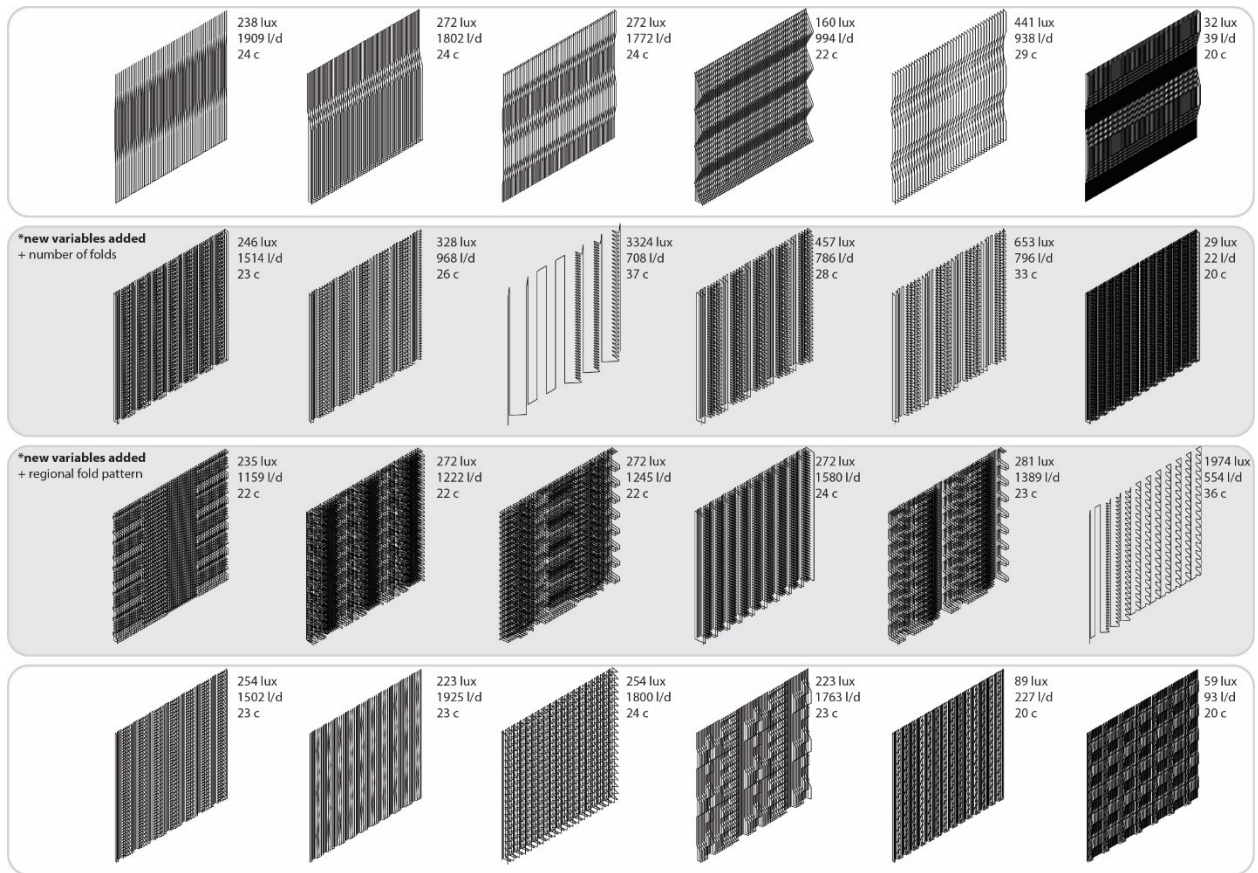 238 lux
1909 l/d
24 c
272 lux
1802 l/d
24 c
272 lux
1772 l/d
24 c
160 lux
994 l/d
22 c
441 lux
938 l/d
29 c
32 lux
39 l/d
20 c
*new variables added
+ number of folds
246 lux
1514 l/d
23 c
328 lux
968 l/d
26 c
3324 lux
708 l/d
37 c
457 lux
786 l/d
28 c
653 lux
796 l/d
33 c
29 lux
22 l/d
20 c
*new variables added
+ regional fold pattern
235 lux
1159 l/d
22 c
272 lux
1222 l/d
22 c
272 lux
1245 l/d
22 c
272 lux
1580 l/d
24 c
281 lux
1389 l/d
23 c
1974 lux
554 l/d
36 c
254 lux
1502 l/d
23 c
223 lux
1925 l/d
23 c
254 lux
1800 l/d
24 c
223 lux
1763 l/d
23 c
89 lux
227 l/d
20 c
59 lux
93 l/d
20 c